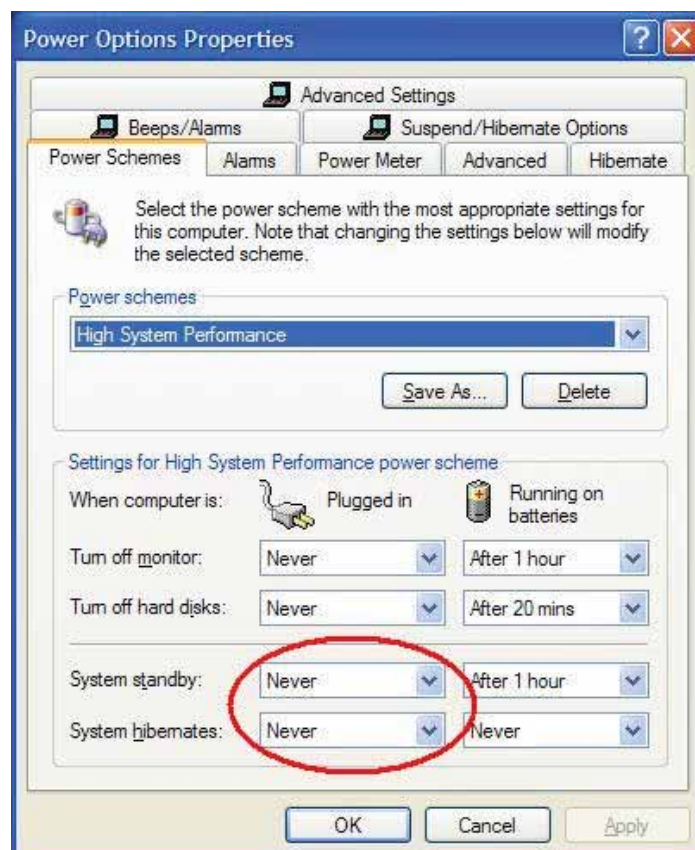 Power Options Properties
Advanced Settings
Beeps/Alarms Suspend/Hibernate Options
Power Schemes Alarms Power Meter Advanced Hibernate
Select the power scheme with the most appropriate settings for
this computer. Note that changing the settings below will modify
the selected scheme.
Power schemes
High System Performance
Save As... Delete
Settings for High System Performance power scheme
When computer is: Plugged in Running on
batteries
Turn off monitor: Never After 1 hour
Turn off hard disks: Never After 20 mins
System standby: Never After 1 hour
System hibernates: Never Never
OK Cancel Apply